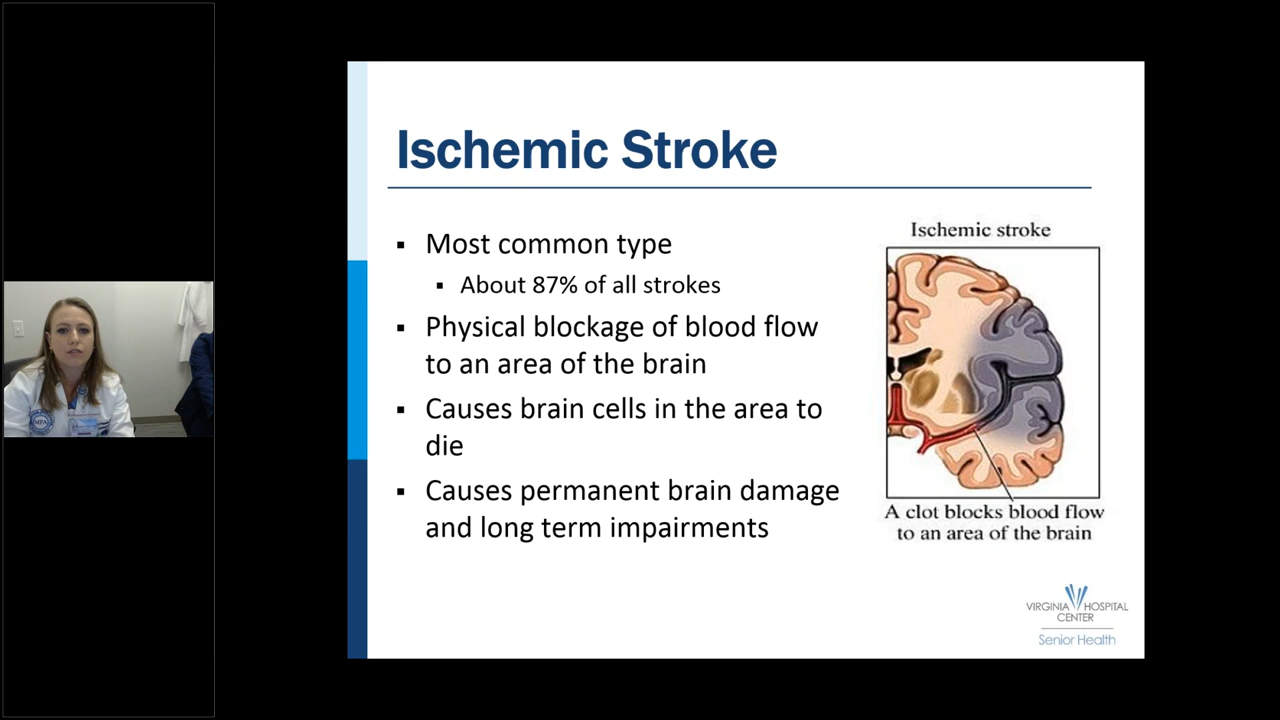 Ischemic Stroke
▪ Most common type
▪ About 87% of all strokes
▪ Physical blockage of blood flow
to an area of the brain
▪ Causes brain cells in the area to
die
▪ Causes permanent brain damage
and long term impairments
Ischemic stroke
A clot blocks blood flow
to an area of the brain
VIRGINIA HOSPITAL
CENTER
Senior Health